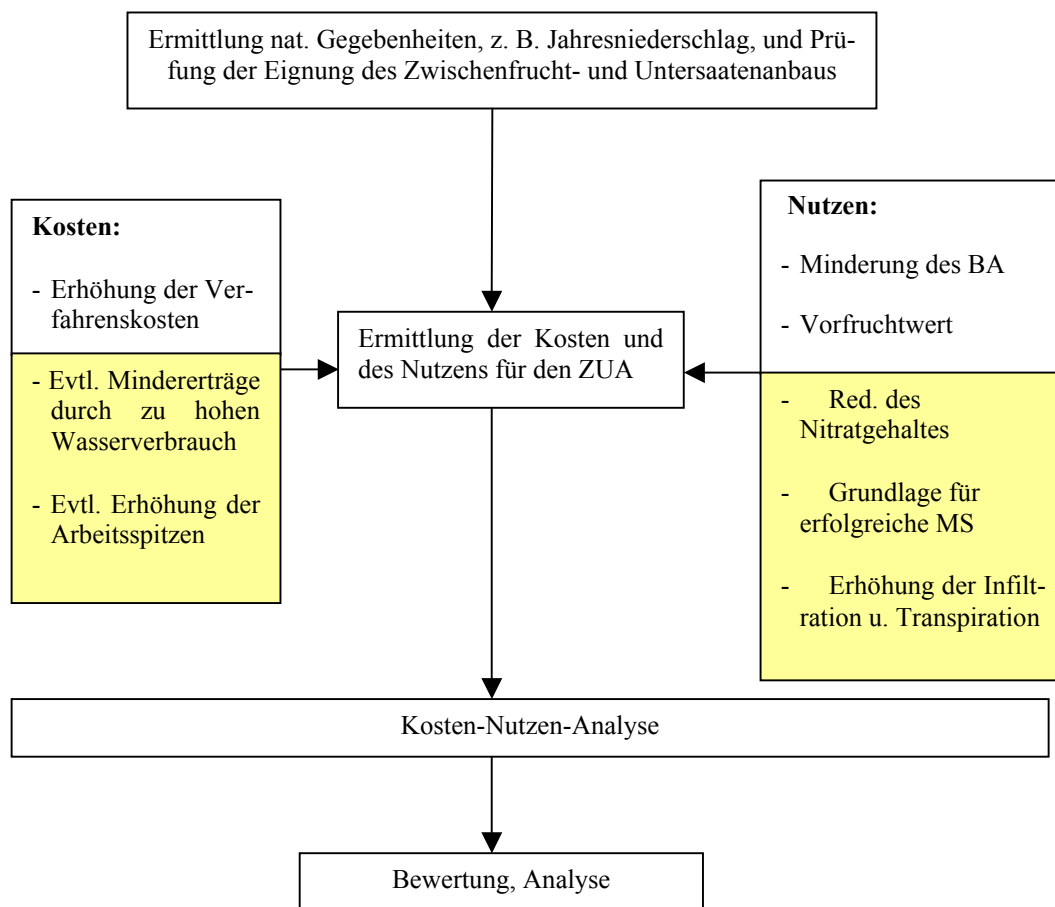 Ermittlung nat. Gegebenheiten, z. B. Jahresniederschlag, und Prü-
fung der Eignung des Zwischenfrucht- und Untersaatenanbaus
Kosten:
- Erhöhung der Ver-
fahrenskosten
- Evtl. Mindererträge
durch zu hohen
Wasserverbrauch
- Evtl. Erhöhung der
Arbeitsspitzen
Ermittlung der Kosten und
des Nutzens für den ZUA
Nutzen:
- Minderung des BA
- Vorfruchtwert
- Red. des
Nitratgehaltes
- Grundlage für
erfolgreiche MS
- Erhöhung der Infilt-
ration u. Transpiration
Kosten-Nutzen-Analyse
Bewertung, Analyse